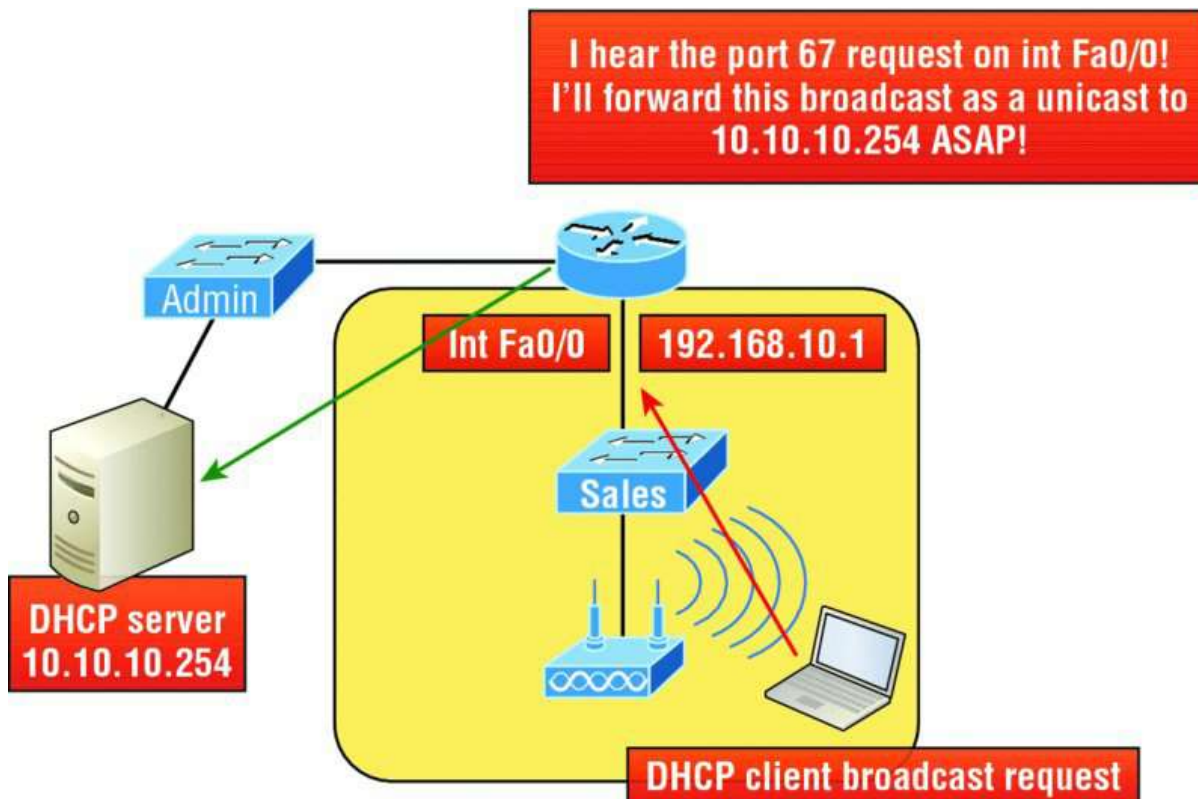 I hear the port 67 request on int Fa0/0!
I'll forward this broadcast as a unicast to
10.10.10.254 ASAP!
Admin
Int Fa0/0
192.168.10.1
Sales
DHCP server
10.10.10.254
DHCP client broadcast request